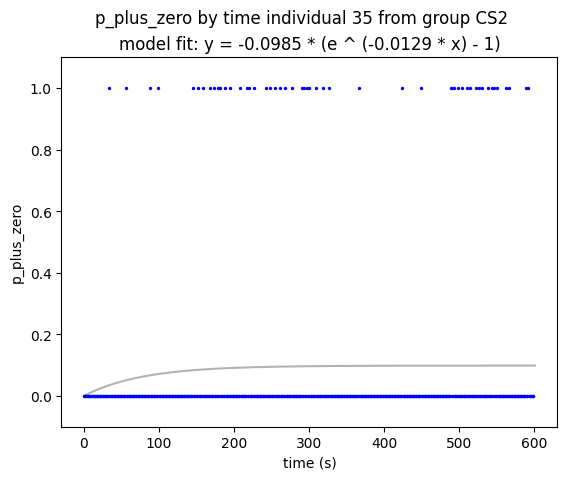 p_plus_zero by time individual 35 from group CS2
model fit: y = -0.0985 * (e ^ (-0.0129 * x) - 1)
1.0
0.8
0.6
0.4
0.2
0.0
p_plus_zero
0 100 200 300 400 500 600
time (s)